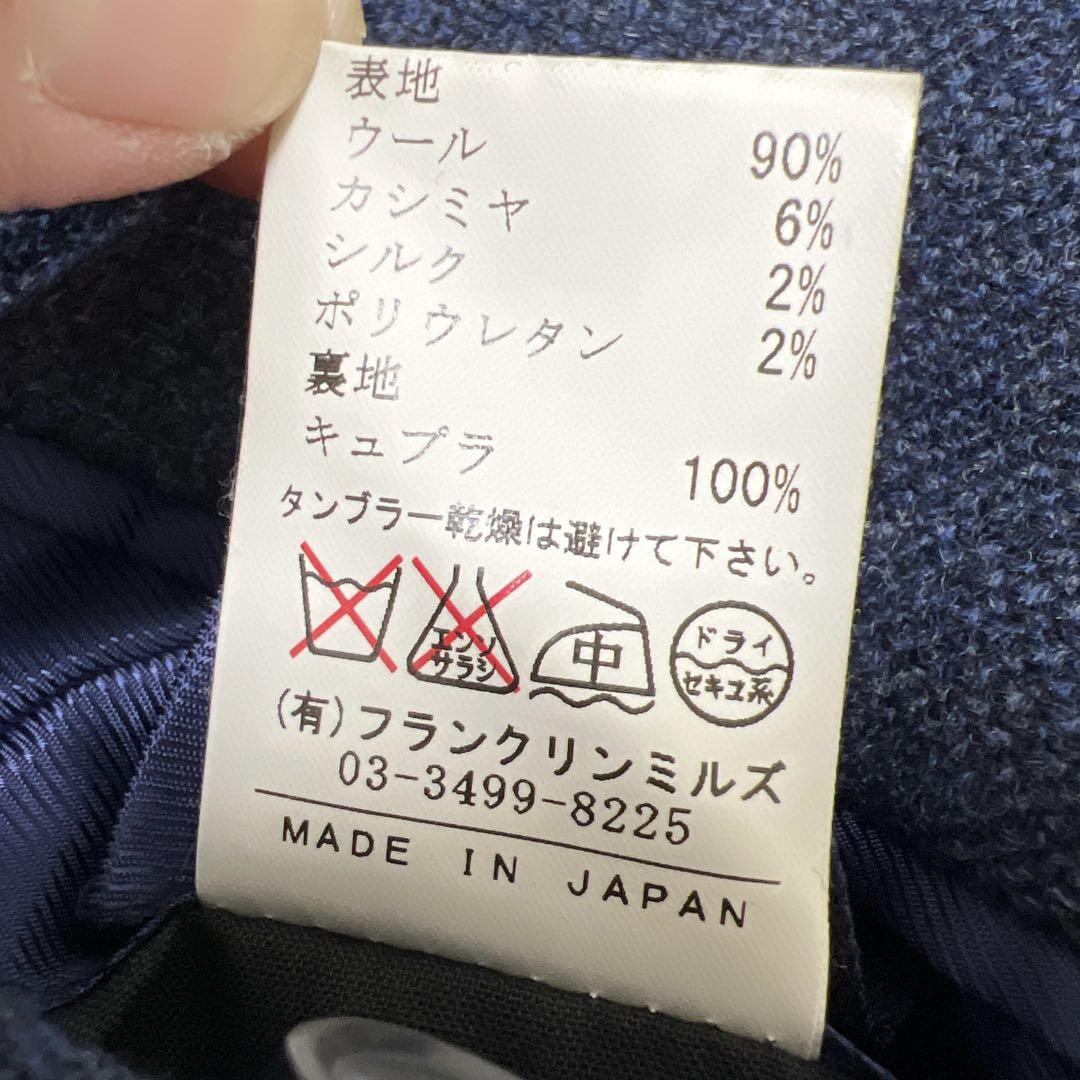 表地
ウール 90%
カシミヤ 6%
シルク 2%
ポリウレタン 2%
裏地
キュプラ 100%
タンブラー乾燥は避けて下さい。
エンソ
サラシ
中
ドライ
セキユ系
(有)フランクリンミルズ
03-3499-8225
MADE IN JAPAN